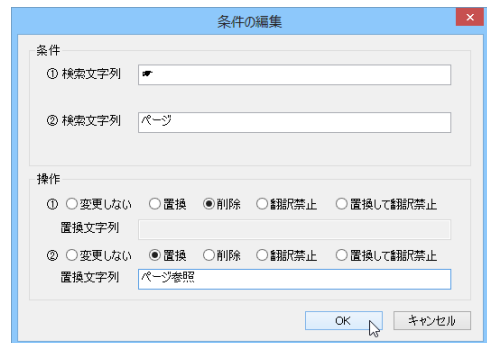 条件の編集
条件
① 検索文字列 ☛
② 検索文字列 ページ
操作
① 変更しない 置換 削除 翻訳禁止 置換して翻訳禁止
置換文字列
② 変更しない 置換 削除 翻訳禁止 置換して翻訳禁止
置換文字列 ページ参照
OK キャンセル